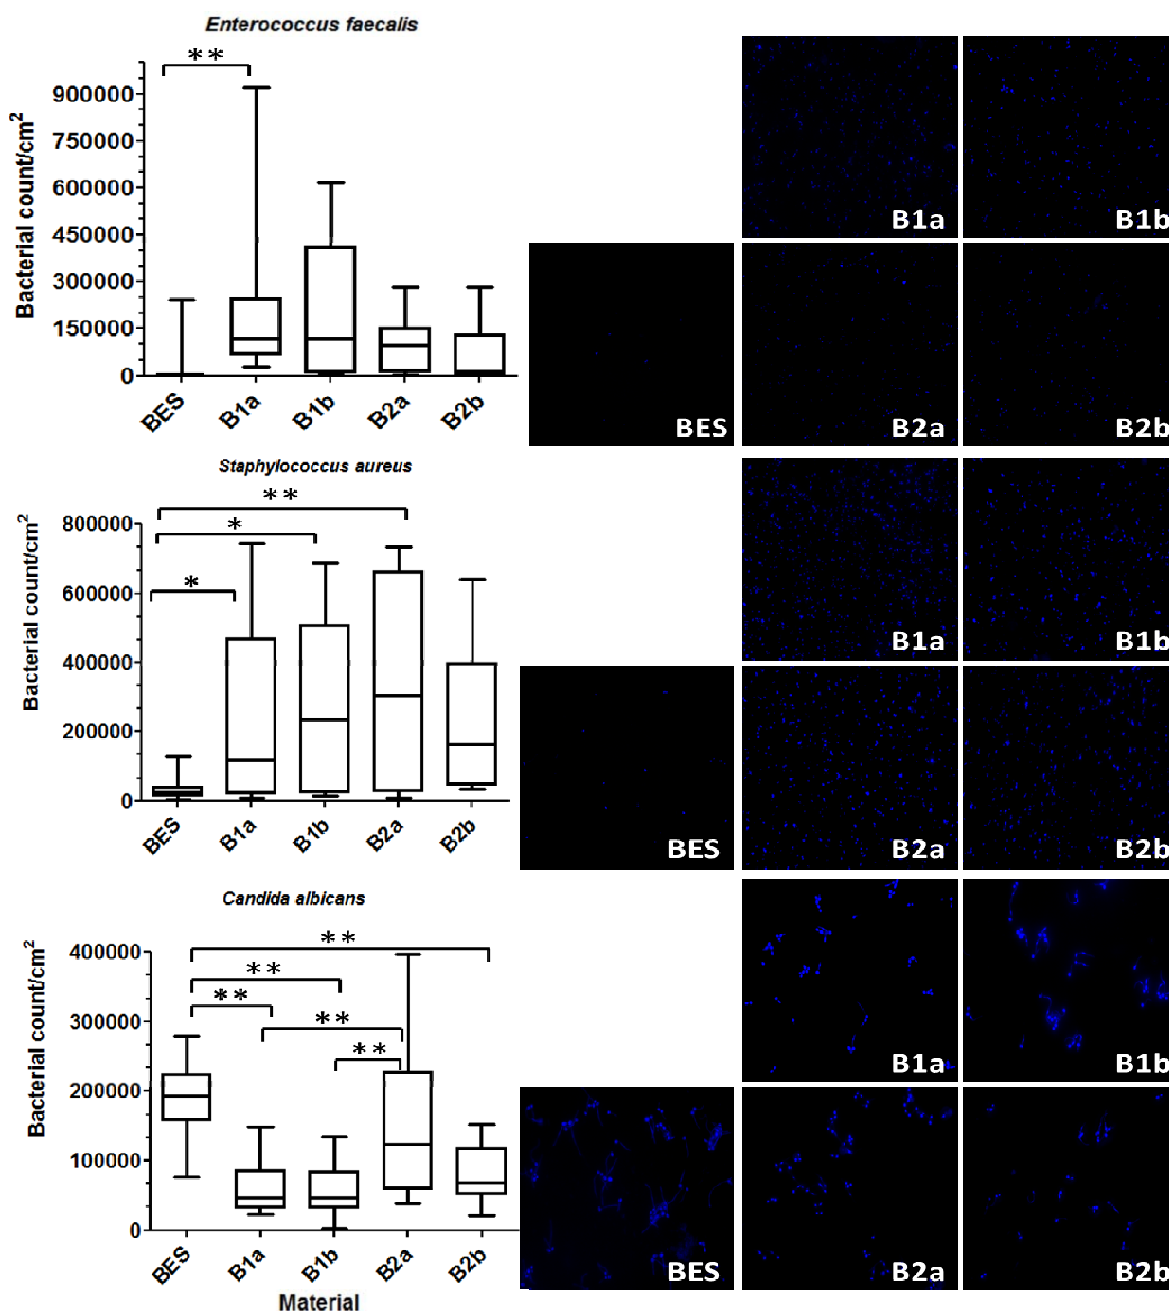 Enterococcus faecalis
**
Bacterial count/cm2
900000
750000
600000
450000
300000
150000
0
BES
B1a
B1b
B2a
B2b
B1a
B1b
BES
B2a
B2b
Staphylococcus aureus
**
*
*
Bacterial count/cm2
800000
600000
400000
200000
0
BES
B1a
B1b
B2a
B2b
B1a
B1b
BES
B2a
B2b
Candida albicans
**
**
**
**
**
Bacterial count/cm2
400000
300000
200000
100000
0
BES
B1a
B1b
B2a
B2b
Material
B1a
B1b
BES
B2a
B2b